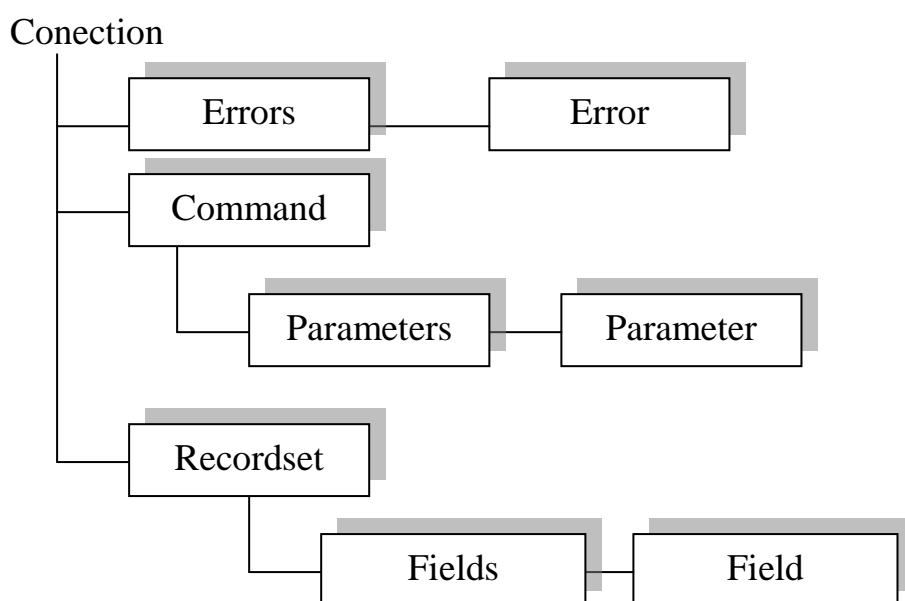 Conection
Errors
Error
Command
Parameters
Parameter
Recordset
Fields
Field